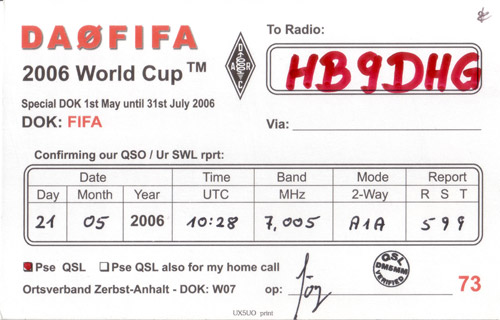 DAØFIFA
To Radio:
2006 World Cup™
DARC
HB9DHG
Special DOK 1st May until 31st July 2006
DOK: FIFA
Via:
Confirming our QSO / Ur SWL rprt:
Date Time Band Mode Report
Day Month Year UTC MHz 2-Way R S T
21 05 2006 10:28 7,005 A1A 599
Pse QSL Pse QSL also for my home call
QSL DM5MM VERIFIED
Ortsverband Zerbst-Anhalt - DOK: W07 op: 73
UX5UO print